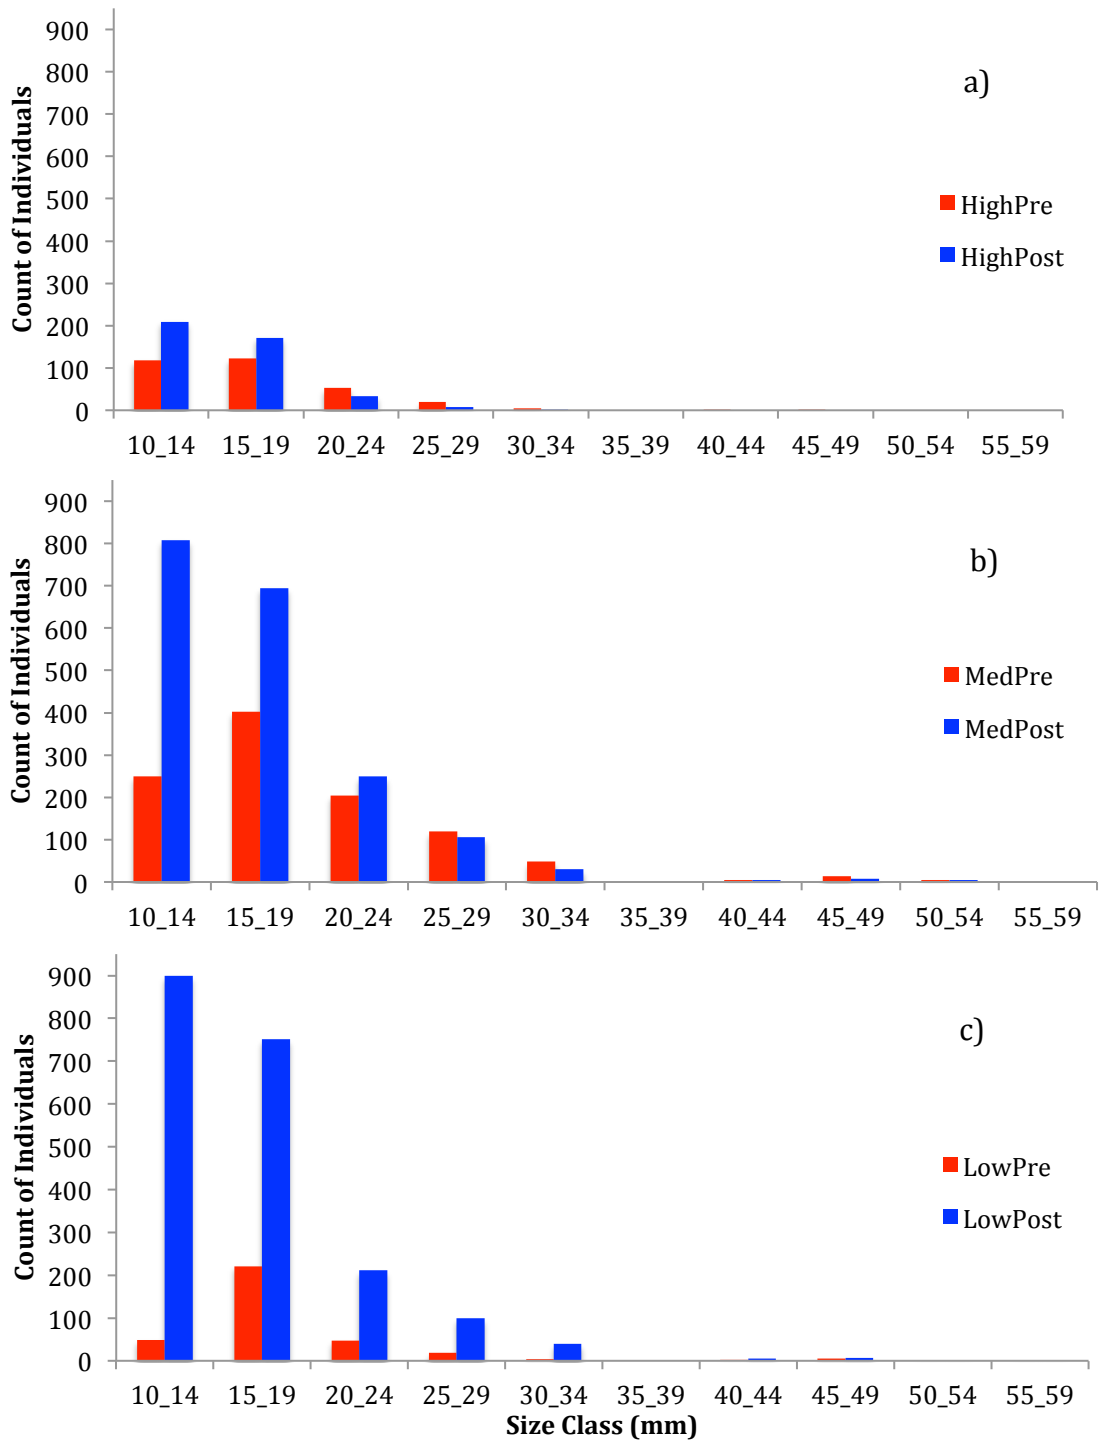 Count of Individuals
900
800
700
600
500
400
300
200
100
0
a)
HighPre
HighPost
10_14 15_19 20_24 25_29 30_34 35_39 40_44 45_49 50_54 55_59
Count of Individuals
900
800
700
600
500
400
300
200
100
0
b)
MedPre
MedPost
10_14 15_19 20_24 25_29 30_34 35_39 40_44 45_49 50_54 55_59
Count of Individuals
900
800
700
600
500
400
300
200
100
0
c)
LowPre
LowPost
10_14 15_19 20_24 25_29 30_34 35_39 40_44 45_49 50_54 55_59
Size Class (mm)